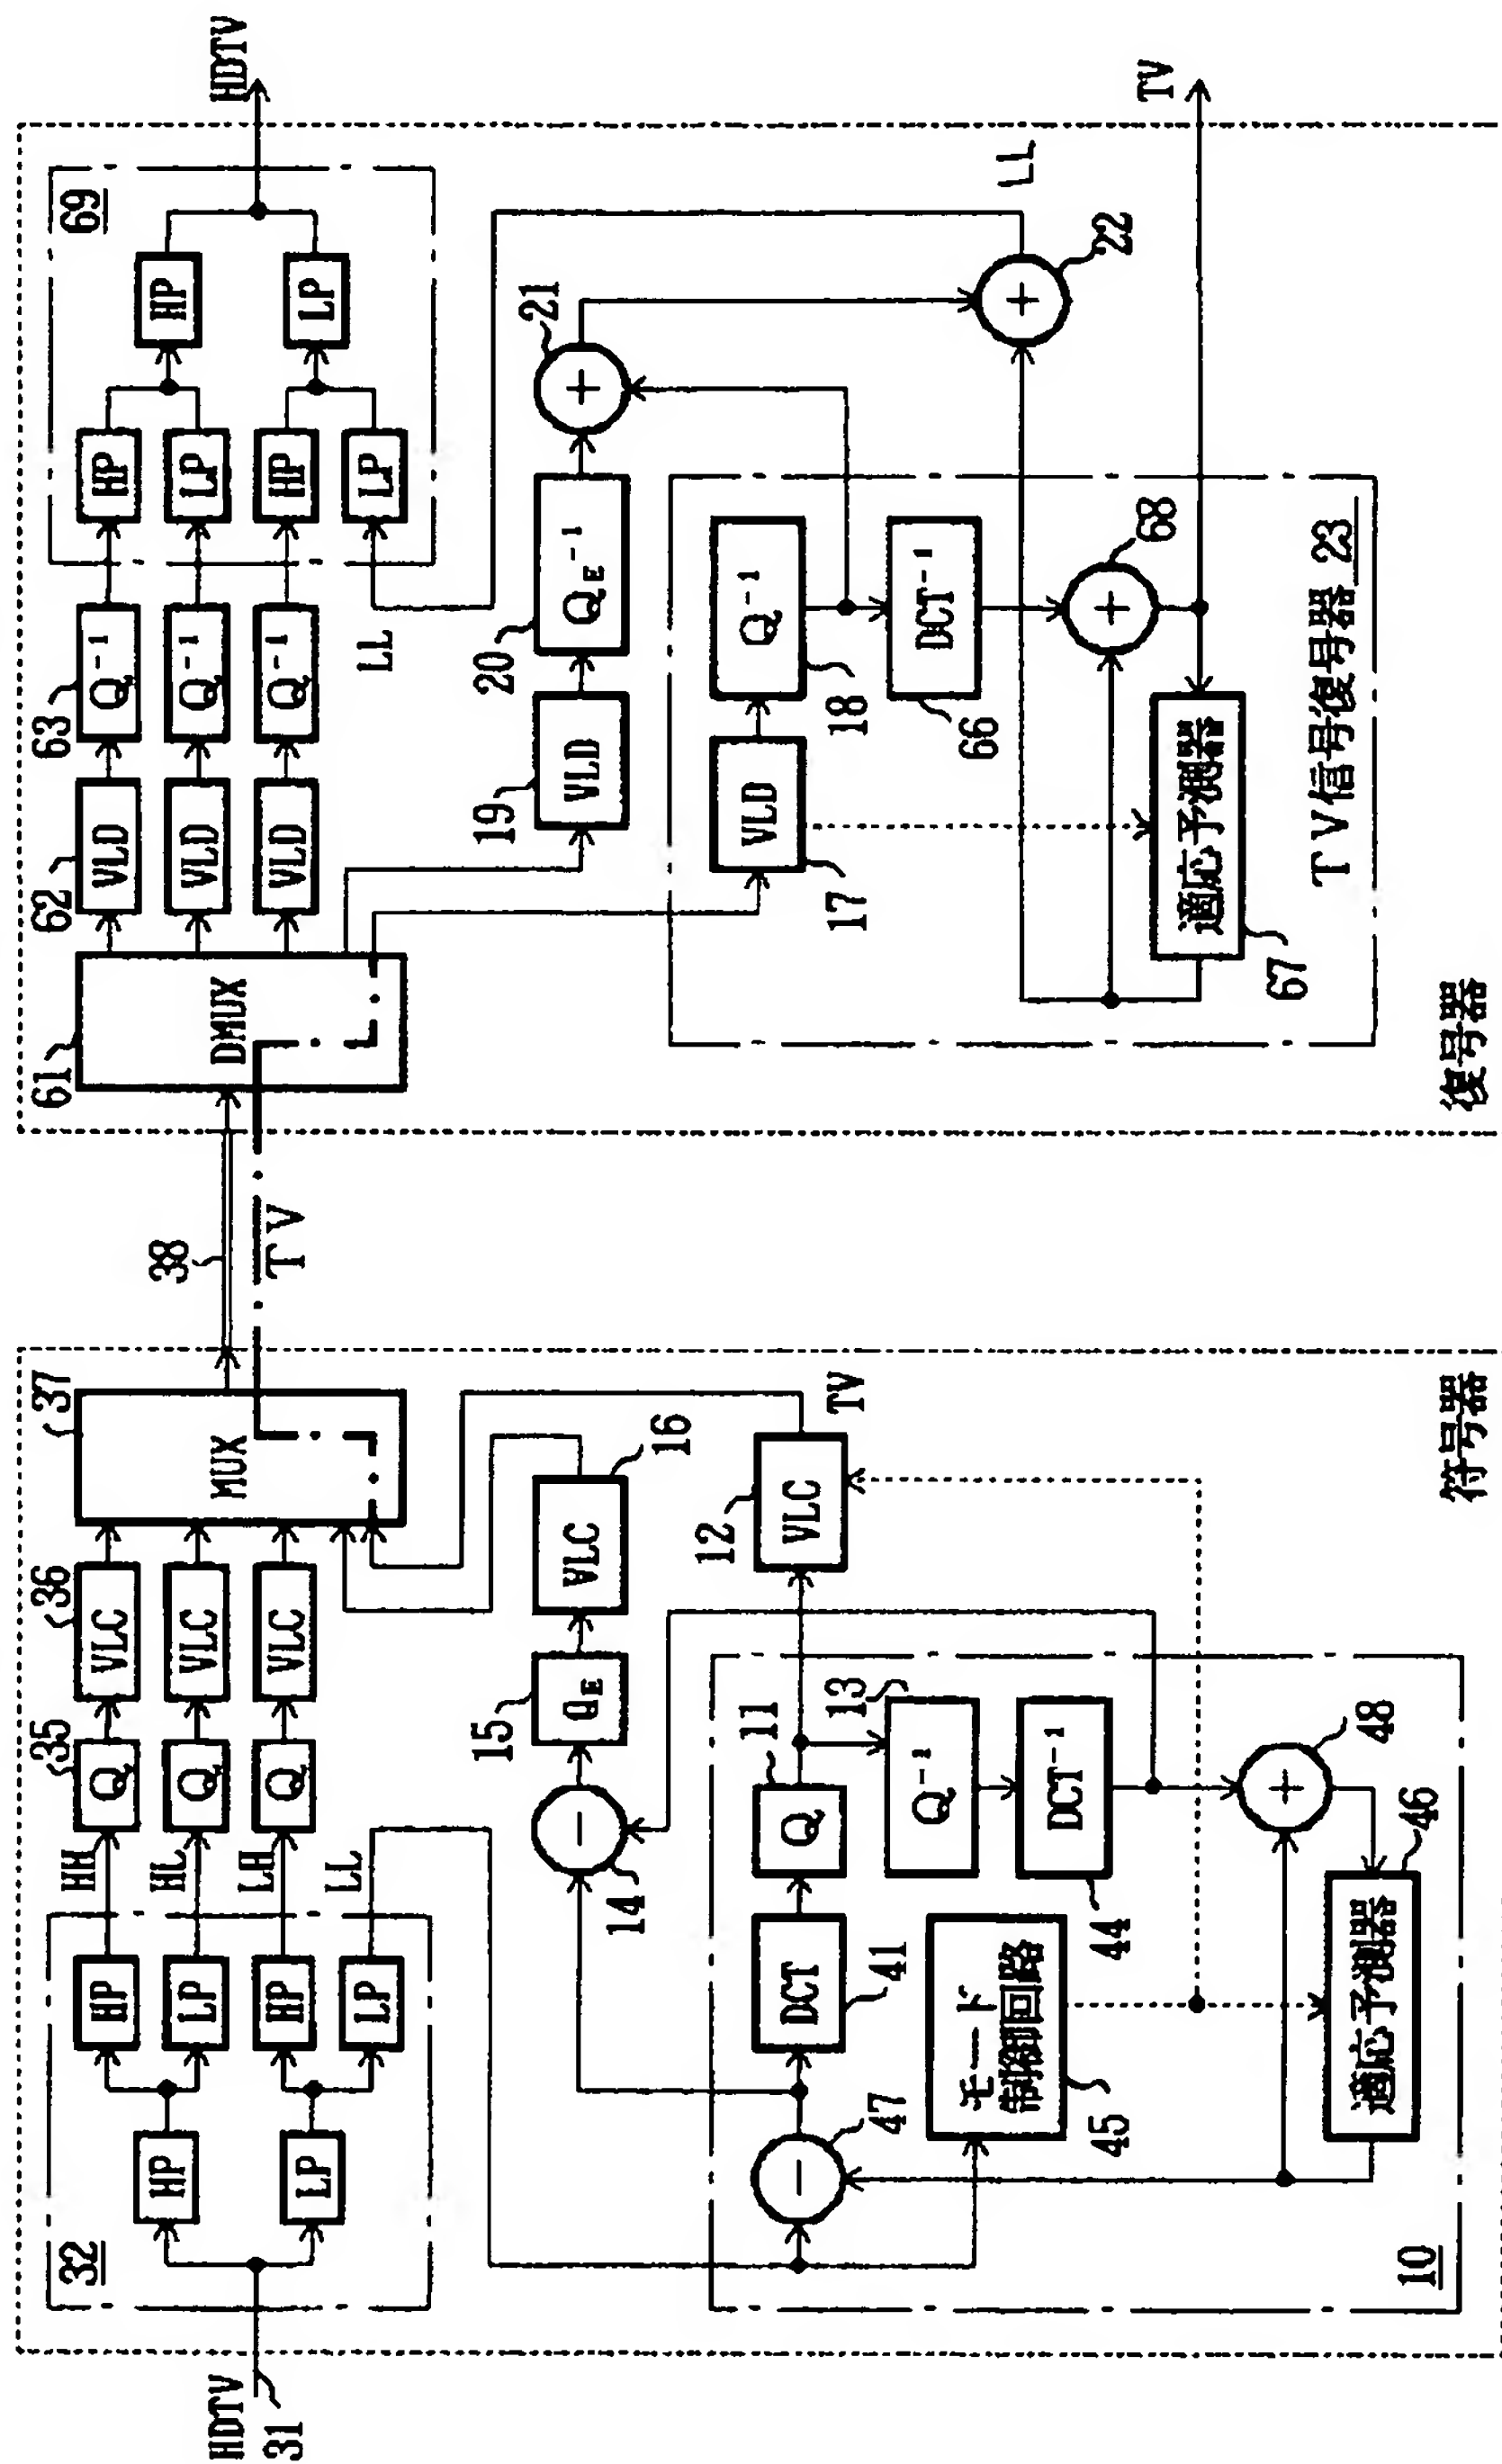 HDTV
31
32
HP
LP
HP
LP
HP
LP
HH
HL
LH
LL
35
Q
Q
Q
36
VLC
VLC
VLC
37
MUX
14
−
15
Q_E
VLC
16
12
VLC
TV
47
−
DCT
41
11
Q
13
Q⁻¹
DCT⁻¹
44
モード
制御回路
45
+
48
適応予測器
46
10
符号器
38
TV
61
DMUX
62
VLD
VLD
VLD
63
Q⁻¹
Q⁻¹
Q⁻¹
LL
HP
LP
HP
LP
HP
LP
69
HDTV
19
VLD
20
Q_E⁻¹
21
+
+
22
LL
VLD
17
Q⁻¹
18
DCT⁻¹
66
+
68
適応予測器
67
TV信号復号器 23
TV
復号器